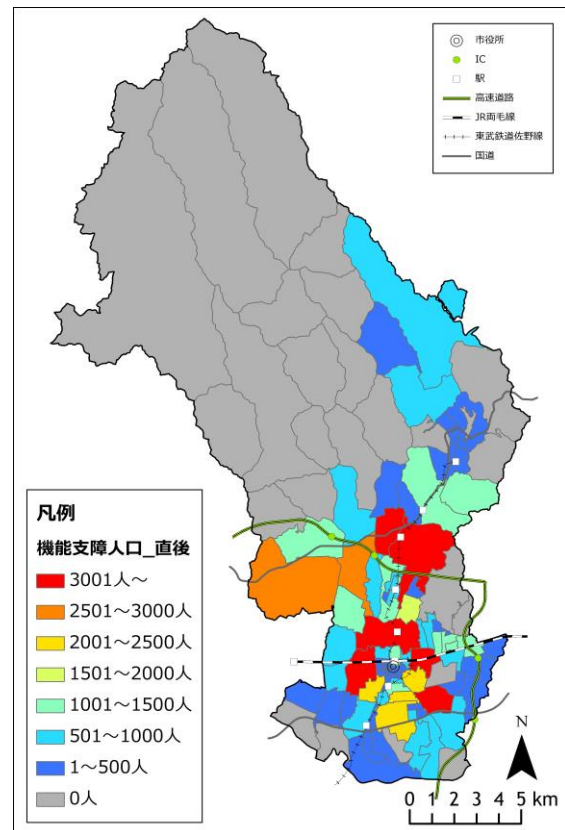 市役所
IC
駅
高速道路
JR両毛線
東武鉄道佐野線
国道
凡例
機能支障人口_直後
3001人～
2501～3000人
2001～2500人
1501～2000人
1001～1500人
501～1000人
1～500人
0人
N
0 1 2 3 4 5 km